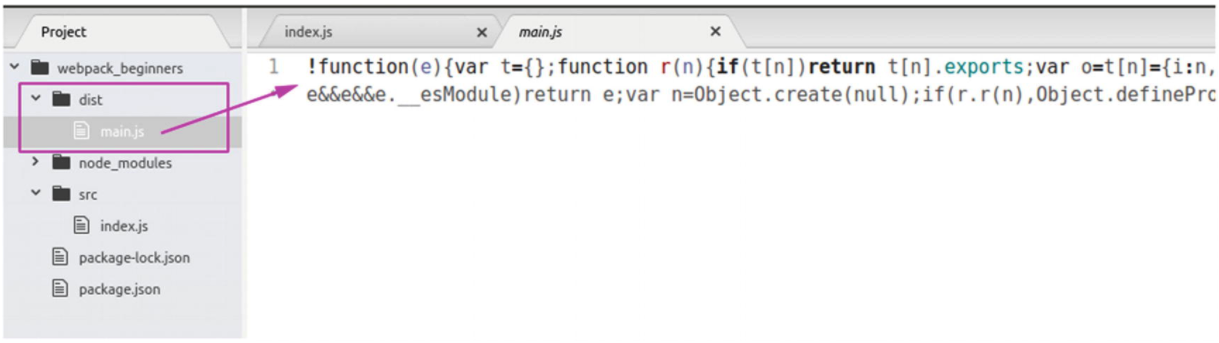 Project
webpack_beginners
dist
main.js
node_modules
src
index.js
package-lock.json
package.json
index.js × main.js ×
1 !function(e){var t={};function r(n){if(t[n])return t[n].exports;var o=t[n]={i:n,
e&&e&&e.__esModule)return e;var n=Object.create(null);if(r.r(n),Object.definePro